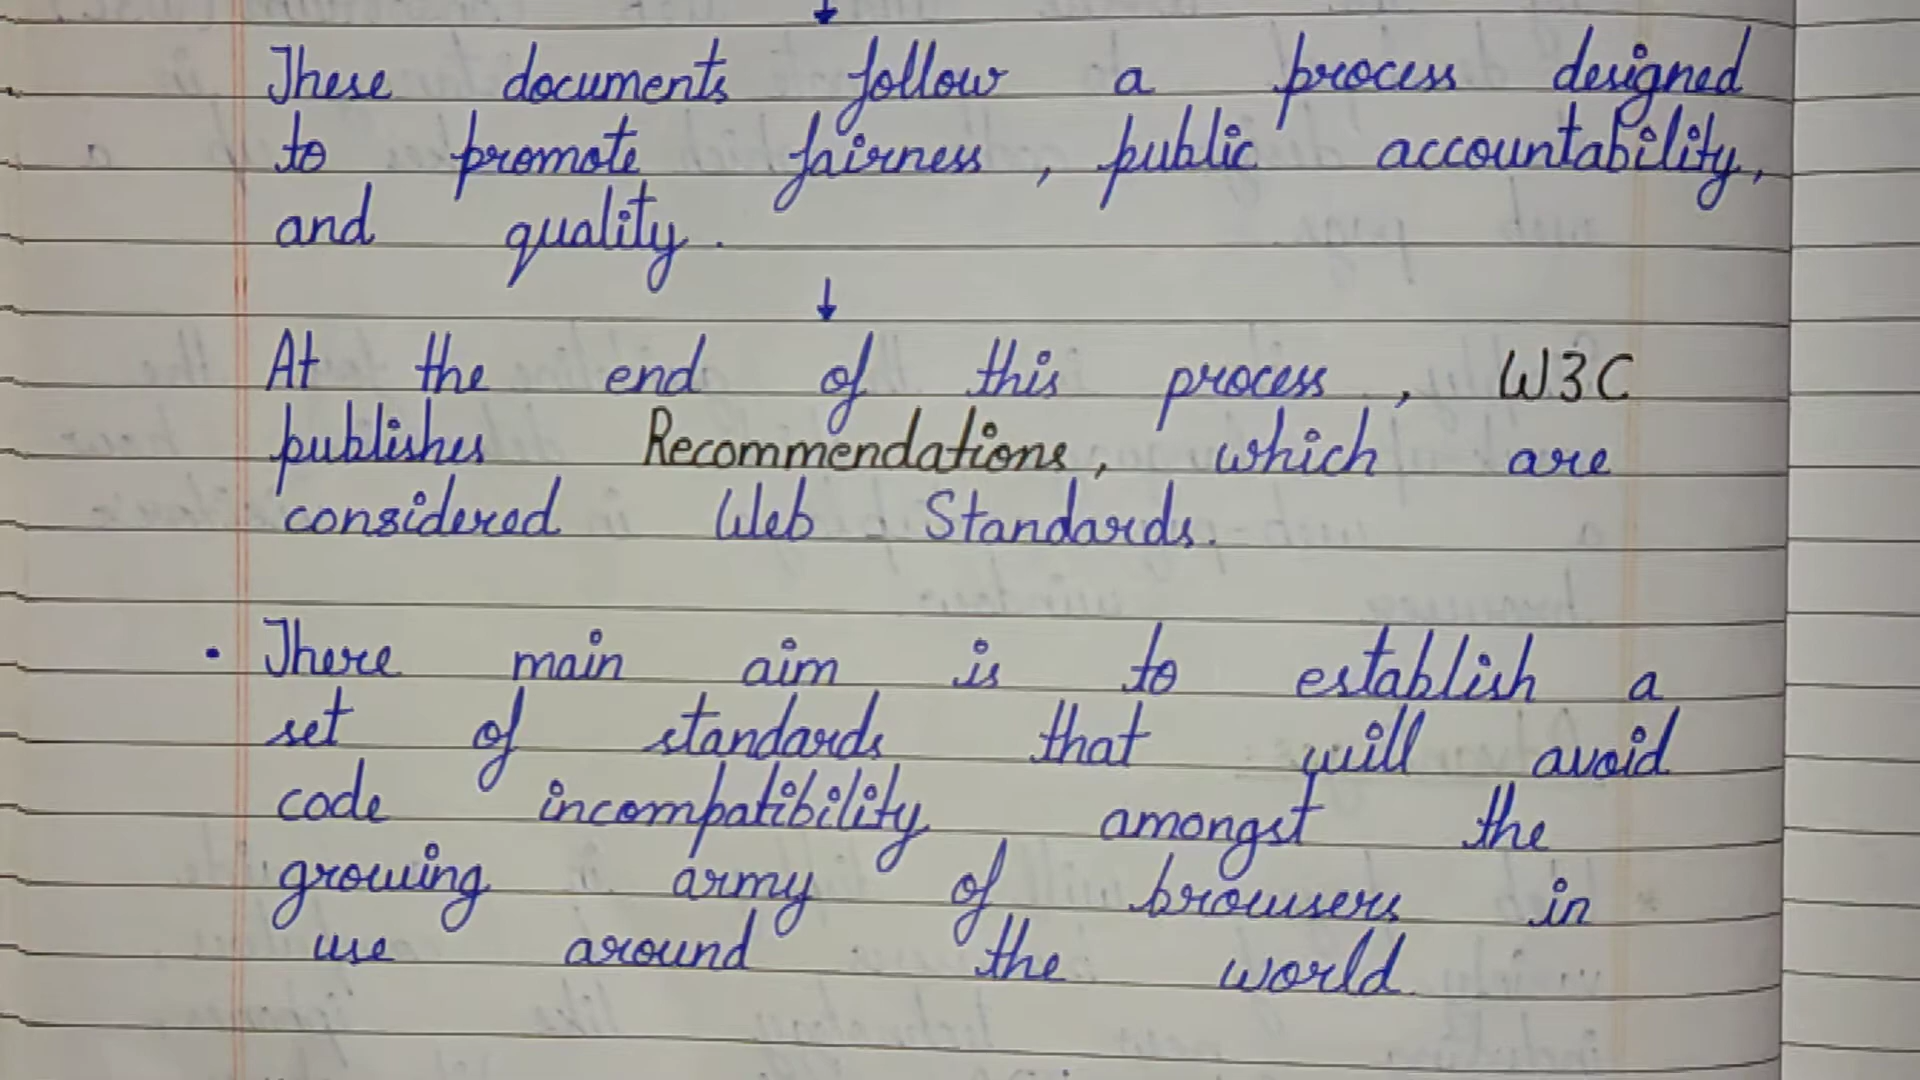 ↓
These documents follow a process designed
to promote fairness, public accountability,
and quality.
↓
At the end of this process, W3C
publishes Recommendations, which are
considered Web Standards.
• There main aim is to establish a
set of standards that will avoid
code incompatibility amongst the
growing army of browsers in
use around the world.